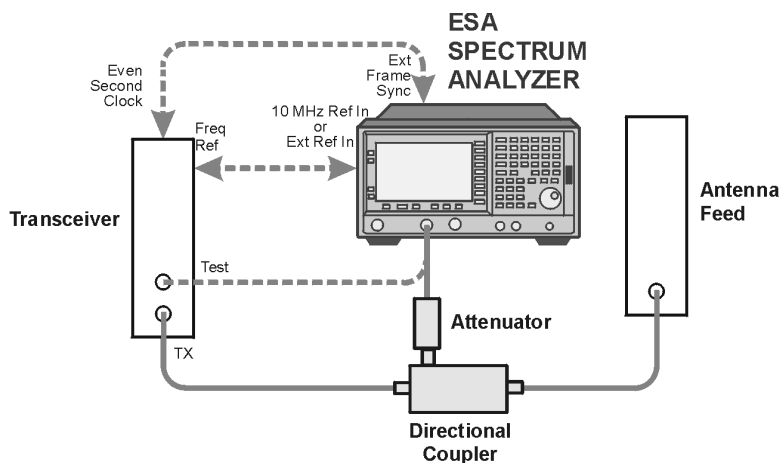 ESA
SPECTRUM
ANALYZER
Even
Second
Clock
Ext
Frame
Sync
10 MHz Ref In
or
Ext Ref In
Freq
Ref
Transceiver
Antenna
Feed
Test
Attenuator
TX
Directional
Coupler